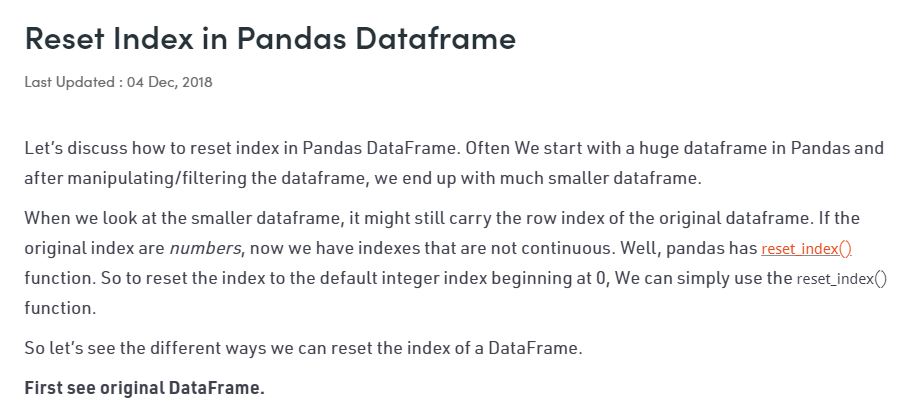 Reset Index in Pandas Dataframe
Last Updated : 04 Dec, 2018
Let's discuss how to reset index in Pandas DataFrame. Often We start with a huge dataframe in Pandas and
after manipulating/filtering the dataframe, we end up with much smaller dataframe.
When we look at the smaller dataframe, it might still carry the row index of the original dataframe. If the
original index are numbers, now we have indexes that are not continuous. Well, pandas has reset_index()
function. So to reset the index to the default integer index beginning at 0, We can simply use the reset_index()
function.
So let's see the different ways we can reset the index of a DataFrame.
First see original DataFrame.